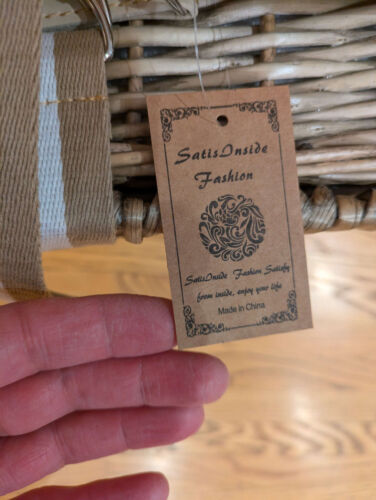 SatisInside
Fashion
SatisInside Fashion Satisfy
from inside, enjoy your life
Made in China